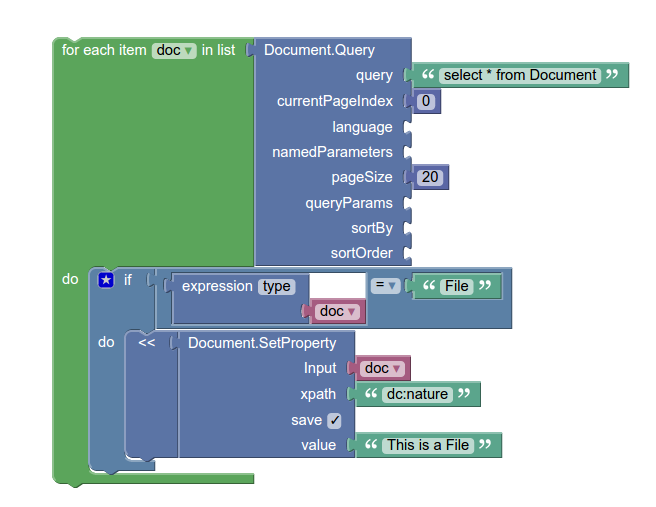 for each item doc ▾ in list Document.Query
query “ select * from Document ”
currentPageIndex 0
language
namedParameters
pageSize 20
queryParams
sortBy
sortOrder
do if expression type = ▾ “ File ”
doc ▾
do << Document.SetProperty
Input doc ▾
xpath “ dc:nature ”
save ✓
value “ This is a File ”